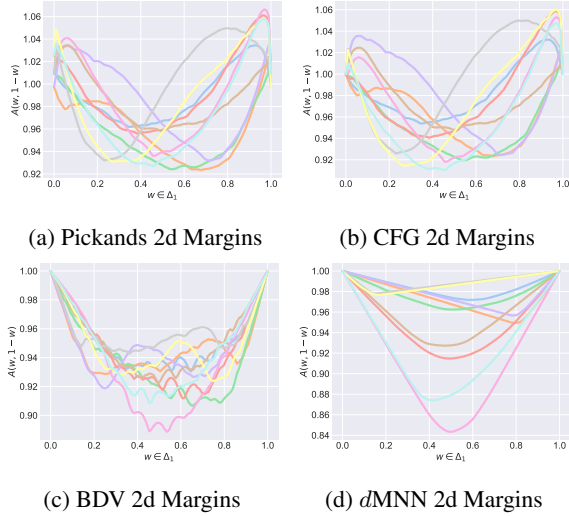 1.06
1.04
1.02
1.00
0.98
0.96
0.94
0.92
A(w, 1 − w)
0.0 0.2 0.4 0.6 0.8 1.0
w ∈ Δ₁
(a) Pickands 2d Margins
1.06
1.04
1.02
1.00
0.98
0.96
0.94
0.92
A(w, 1 − w)
0.0 0.2 0.4 0.6 0.8 1.0
w ∈ Δ₁
(b) CFG 2d Margins
1.00
0.98
0.96
0.94
0.92
0.90
A(w, 1 − w)
0.0 0.2 0.4 0.6 0.8 1.0
w ∈ Δ₁
(c) BDV 2d Margins
1.00
0.98
0.96
0.94
0.92
0.90
0.88
0.86
0.84
A(w, 1 − w)
0.0 0.2 0.4 0.6 0.8 1.0
w ∈ Δ₁
(d) dMNN 2d Margins